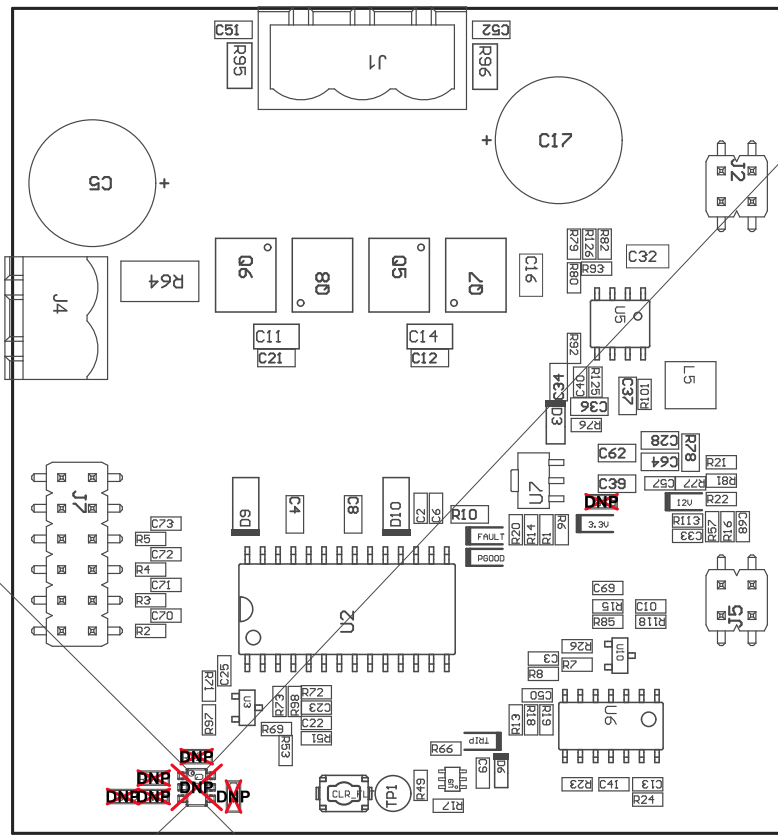 C51
C52
R95
J1
R96
C17
+
C5
+
J2
J4
R64
Q6
Q8
Q5
Q7
C16
R79
R126
R82
R80
R93
C32
C11
C14
C21
C12
U5
R92
C34
C40
R125
C37
R101
L5
D3
C36
R76
C62
C28
R78
C64
R21
R81
C57
R77
R22
C39
DNP
12V
J7
D9
C4
C8
D10
C2
C6
R10
U7
C73
R5
C72
R4
C71
R3
C70
R2
FAULT
PGOOD
R20
R14
R1
R6
3.3V
R113
C33
R57
R16
C68
U2
J5
C69
R15
C10
R85
R118
R26
U10
C3
R7
R8
C50
R13
R18
R19
U6
R71
C25
R97
U3
R73
R68
R72
C23
C22
R69
R51
R53
TRIP
R66
C9
D6
R49
R17
R23
C41
C13
R24
CLR_FL
TP1
DNP
DNP
DNP
DNP
DNP
DNP